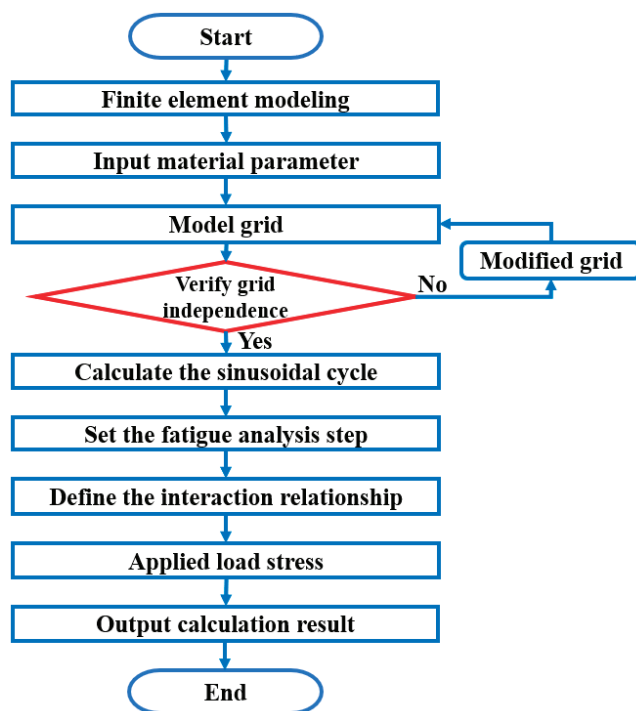 Start
Finite element modeling
Input material parameter
Model grid
Modified grid
Verify grid
independence
No
Yes
Calculate the sinusoidal cycle
Set the fatigue analysis step
Define the interaction relationship
Applied load stress
Output calculation result
End